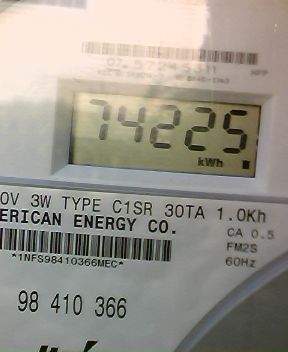 74225
kWh
0V 3W TYPE C1SR 30TA 1.0Kh
ERICAN ENERGY CO.
CA 0.5
FM2S
*1NFS98410366MEC*
60Hz
98 410 366